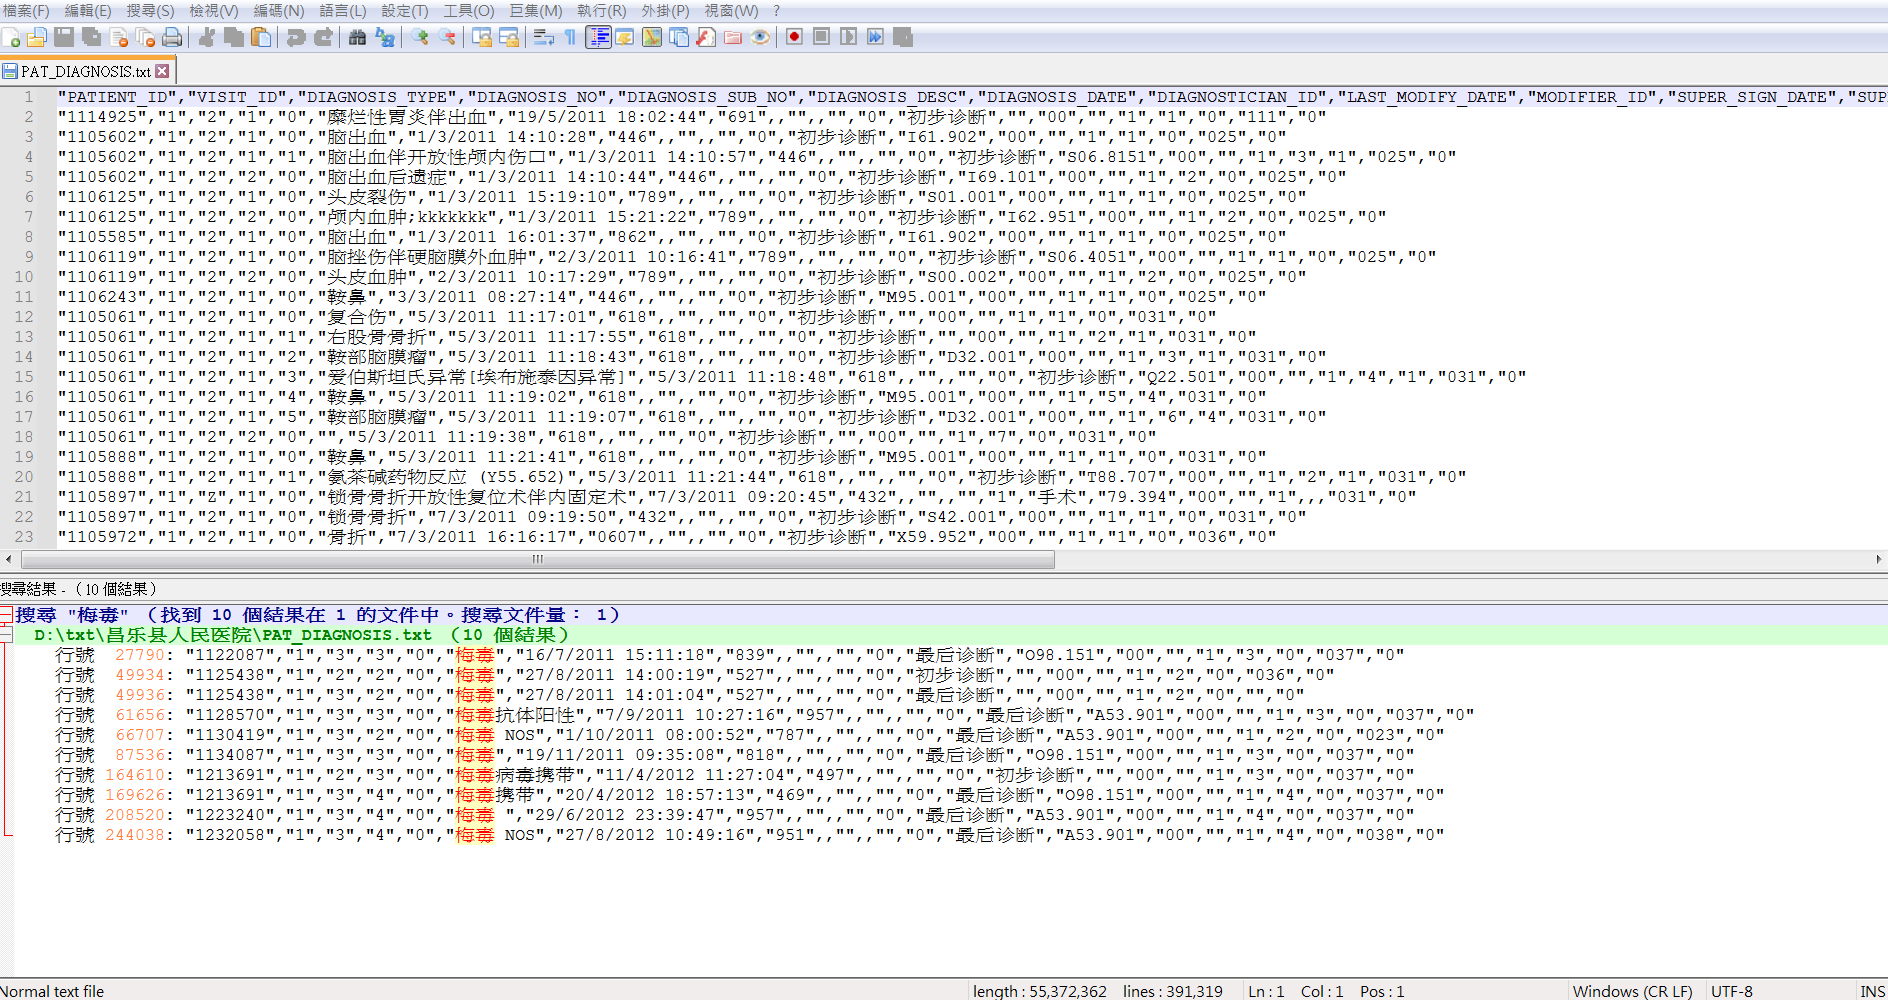 檔案(F) 編輯(E) 搜尋(S) 檢視(V) 編碼(N) 語言(L) 設定(T) 工具(O) 巨集(M) 執行(R) 外掛(P) 視窗(W) ?
PAT_DIAGNOSIS.txt
1 "PATIENT_ID","VISIT_ID","DIAGNOSIS_TYPE","DIAGNOSIS_NO","DIAGNOSIS_SUB_NO","DIAGNOSIS_DESC","DIAGNOSIS_DATE","DIAGNOSTICIAN_ID","LAST_MODIFY_DATE","MODIFIER_ID","SUPER_SIGN_DATE","SUP
2 "1114925","1","2","1","0","糜烂性胃炎伴出血","19/5/2011 18:02:44","691",,"",,"","0","初步诊断","","00","","1","1","0","111","0"
3 "1105602","1","2","1","0","脑出血","1/3/2011 14:10:28","446",,"",,"","0","初步诊断","I61.902","00","","1","1","0","025","0"
4 "1105602","1","2","1","1","脑出血伴开放性颅内伤口","1/3/2011 14:10:57","446",,"",,"","0","初步诊断","S06.8151","00","","1","3","1","025","0"
5 "1105602","1","2","2","0","脑出血后遗症","1/3/2011 14:10:44","446",,"",,"","0","初步诊断","I69.101","00","","1","2","0","025","0"
6 "1106125","1","2","1","0","头皮裂伤","1/3/2011 15:19:10","789",,"",,"","0","初步诊断","S01.001","00","","1","1","0","025","0"
7 "1106125","1","2","2","0","颅内血肿;kkkkkkk","1/3/2011 15:21:22","789",,"",,"","0","初步诊断","I62.951","00","","1","2","0","025","0"
8 "1105585","1","2","1","0","脑出血","1/3/2011 16:01:37","862",,"",,"","0","初步诊断","I61.902","00","","1","1","0","025","0"
9 "1106119","1","2","1","0","脑挫伤伴硬脑膜外血肿","2/3/2011 10:16:41","789",,"",,"","0","初步诊断","S06.4051","00","","1","1","0","025","0"
10 "1106119","1","2","2","0","头皮血肿","2/3/2011 10:17:29","789",,"",,"","0","初步诊断","S00.002","00","","1","2","0","025","0"
11 "1106243","1","2","1","0","鞍鼻","3/3/2011 08:27:14","446",,"",,"","0","初步诊断","M95.001","00","","1","1","0","025","0"
12 "1105061","1","2","1","0","复合伤","5/3/2011 11:17:01","618",,"",,"","0","初步诊断","","00","","1","1","0","031","0"
13 "1105061","1","2","1","1","右股骨骨折","5/3/2011 11:17:55","618",,"",,"","0","初步诊断","","00","","1","2","1","031","0"
14 "1105061","1","2","1","2","鞍部脑膜瘤","5/3/2011 11:18:43","618",,"",,"","0","初步诊断","D32.001","00","","1","3","1","031","0"
15 "1105061","1","2","1","3","爱伯斯坦氏异常[埃布施泰因异常]","5/3/2011 11:18:48","618",,"",,"","0","初步诊断","Q22.501","00","","1","4","1","031","0"
16 "1105061","1","2","1","4","鞍鼻","5/3/2011 11:19:02","618",,"",,"","0","初步诊断","M95.001","00","","1","5","4","031","0"
17 "1105061","1","2","1","5","鞍部脑膜瘤","5/3/2011 11:19:07","618",,"",,"","0","初步诊断","D32.001","00","","1","6","4","031","0"
18 "1105061","1","2","2","0","","5/3/2011 11:19:38","618",,"",,"","0","初步诊断","","00","","1","7","0","031","0"
19 "1105888","1","2","1","0","鞍鼻","5/3/2011 11:21:41","618",,"",,"","0","初步诊断","M95.001","00","","1","1","0","031","0"
20 "1105888","1","2","1","1","氨茶碱药物反应 (Y55.652)","5/3/2011 11:21:44","618",,"",,"","0","初步诊断","T88.707","00","","1","2","1","031","0"
21 "1105897","1","Z","1","0","锁骨骨折开放性复位术伴内固定术","7/3/2011 09:20:45","432",,"",,"","1","手术","79.394","00","","1",,,"031","0"
22 "1105897","1","2","1","0","锁骨骨折","7/3/2011 09:19:50","432",,"",,"","0","初步诊断","S42.001","00","","1","1","0","031","0"
23 "1105972","1","2","1","0","骨折","7/3/2011 16:16:17","0607",,"",,"","0","初步诊断","X59.952","00","","1","1","0","036","0"
搜尋結果 - （10 個結果）
搜尋 "梅毒" （找到 10 個結果在 1 的文件中。搜尋文件量： 1）
D:\txt\昌乐县人民医院\PAT_DIAGNOSIS.txt （10 個結果）
行號 27790: "1122087","1","3","3","0","梅毒","16/7/2011 15:11:18","839",,"",,"","0","最后诊断","O98.151","00","","1","3","0","037","0"
行號 49934: "1125438","1","2","2","0","梅毒","27/8/2011 14:00:19","527",,"",,"","0","初步诊断","","00","","1","2","0","036","0"
行號 49936: "1125438","1","3","2","0","梅毒","27/8/2011 14:01:04","527",,"",,"","0","最后诊断","","00","","1","2","0","","0"
行號 61656: "1128570","1","3","3","0","梅毒抗体阳性","7/9/2011 10:27:16","957",,"",,"","0","最后诊断","A53.901","00","","1","3","0","037","0"
行號 66707: "1130419","1","3","2","0","梅毒 NOS","1/10/2011 08:00:52","787",,"",,"","0","最后诊断","A53.901","00","","1","2","0","023","0"
行號 87536: "1134087","1","3","3","0","梅毒","19/11/2011 09:35:08","818",,"",,"","0","最后诊断","O98.151","00","","1","3","0","037","0"
行號 164610: "1213691","1","2","3","0","梅毒病毒携带","11/4/2012 11:27:04","497",,"",,"","0","初步诊断","","00","","1","3","0","037","0"
行號 169626: "1213691","1","3","4","0","梅毒携带","20/4/2012 18:57:13","469",,"",,"","0","最后诊断","O98.151","00","","1","4","0","037","0"
行號 208520: "1223240","1","3","4","0","梅毒 ","29/6/2012 23:39:47","957",,"",,"","0","最后诊断","A53.901","00","","1","4","0","037","0"
行號 244038: "1232058","1","3","4","0","梅毒 NOS","27/8/2012 10:49:16","951",,"",,"","0","最后诊断","A53.901","00","","1","4","0","038","0"
Normal text file length : 55,372,362 lines : 391,319 Ln : 1 Col : 1 Pos : 1 Windows (CR LF) UTF-8 INS